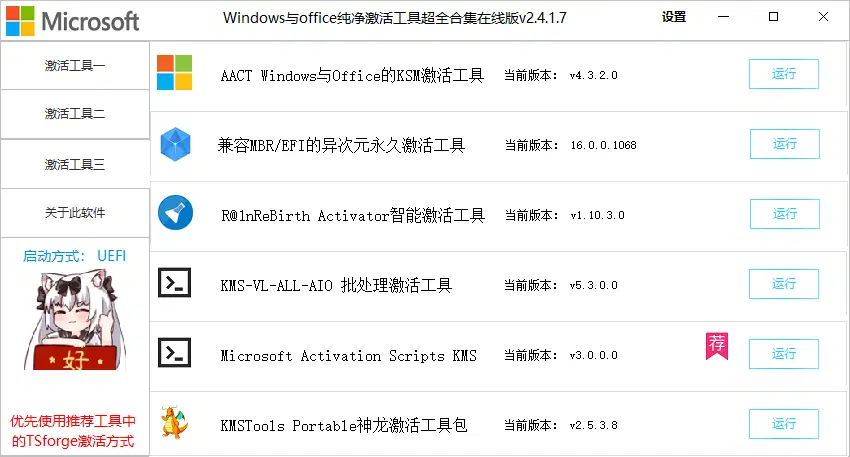 Microsoft
Windows与office纯净激活工具超全合集在线版v2.4.1.7
设置
激活工具一
激活工具二
激活工具三
关于此软件
启动方式: UEFI
好
优先使用推荐工具中
的TSforge激活方式
AACT Windows与Office的KSM激活工具 当前版本: v4.3.2.0 运行
兼容MBR/EFI的异次元永久激活工具 当前版本: 16.0.0.1068 运行
R@1nReBirth Activator智能激活工具 当前版本: v1.10.3.0 运行
KMS-VL-ALL-AIO 批处理激活工具 当前版本: v5.3.0.0 运行
Microsoft Activation Scripts KMS 当前版本: v3.0.0.0 荐 运行
KMSTools Portable神龙激活工具包 当前版本: v2.5.3.8 运行